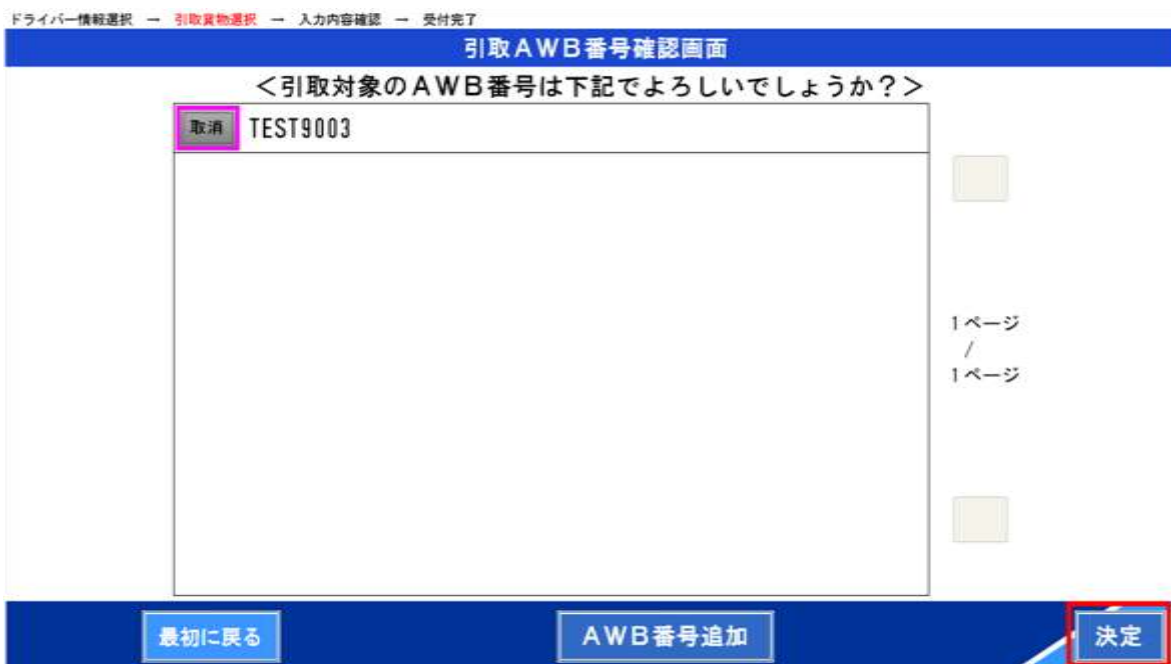 ドライバー情報選択 → 引取貨物選択 → 入力内容確認 → 受付完了
引取AWB番号確認画面
＜引取対象のAWB番号は下記でよろしいでしょうか？＞
取消 TEST9003
1ページ
/
1ページ
最初に戻る AWB番号追加 決定